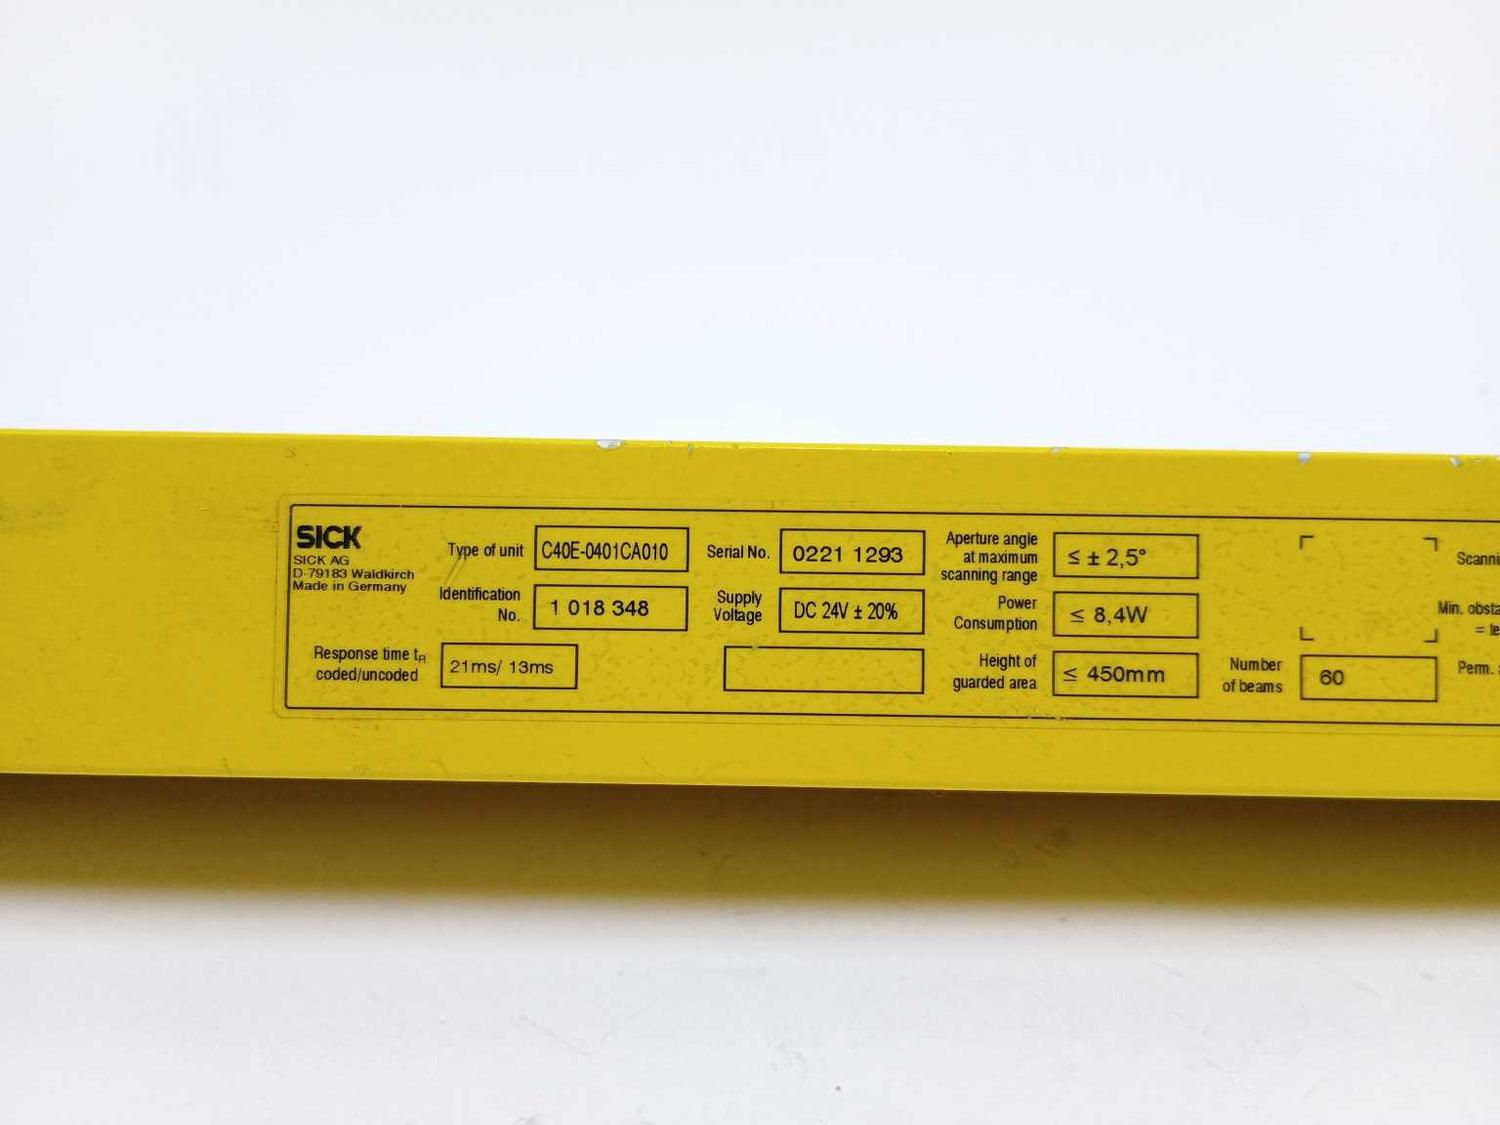 SICK
SICK AG
D-79183 Waldkirch
Made in Germany
Type of unit C40E-0401CA010
Identification No. 1 018 348
Response time tR coded/uncoded 21ms/ 13ms
Serial No. 0221 1293
Supply Voltage DC 24V ± 20%
Aperture angle at maximum scanning range ≤ ± 2,5°
Power Consumption ≤ 8,4W
Height of guarded area ≤ 450mm
Number of beams 60
Min.
Perm.